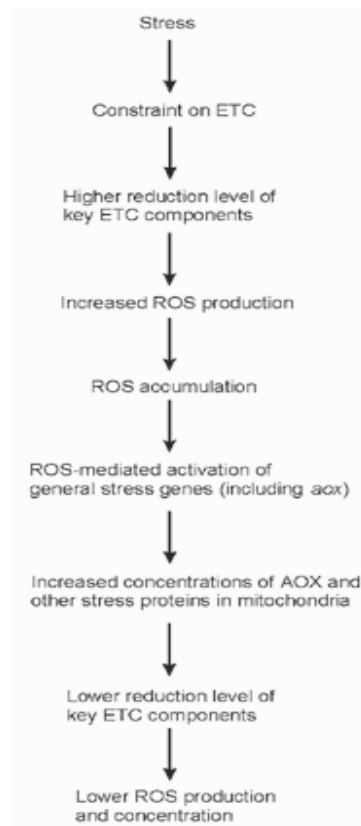 Stress
Constraint on ETC
Higher reduction level of
key ETC components
Increased ROS production
ROS accumulation
ROS-mediated activation of
general stress genes (including aox)
Increased concentrations of AOX and
other stress proteins in mitochondria
Lower reduction level of
key ETC components
Lower ROS production
and concentration